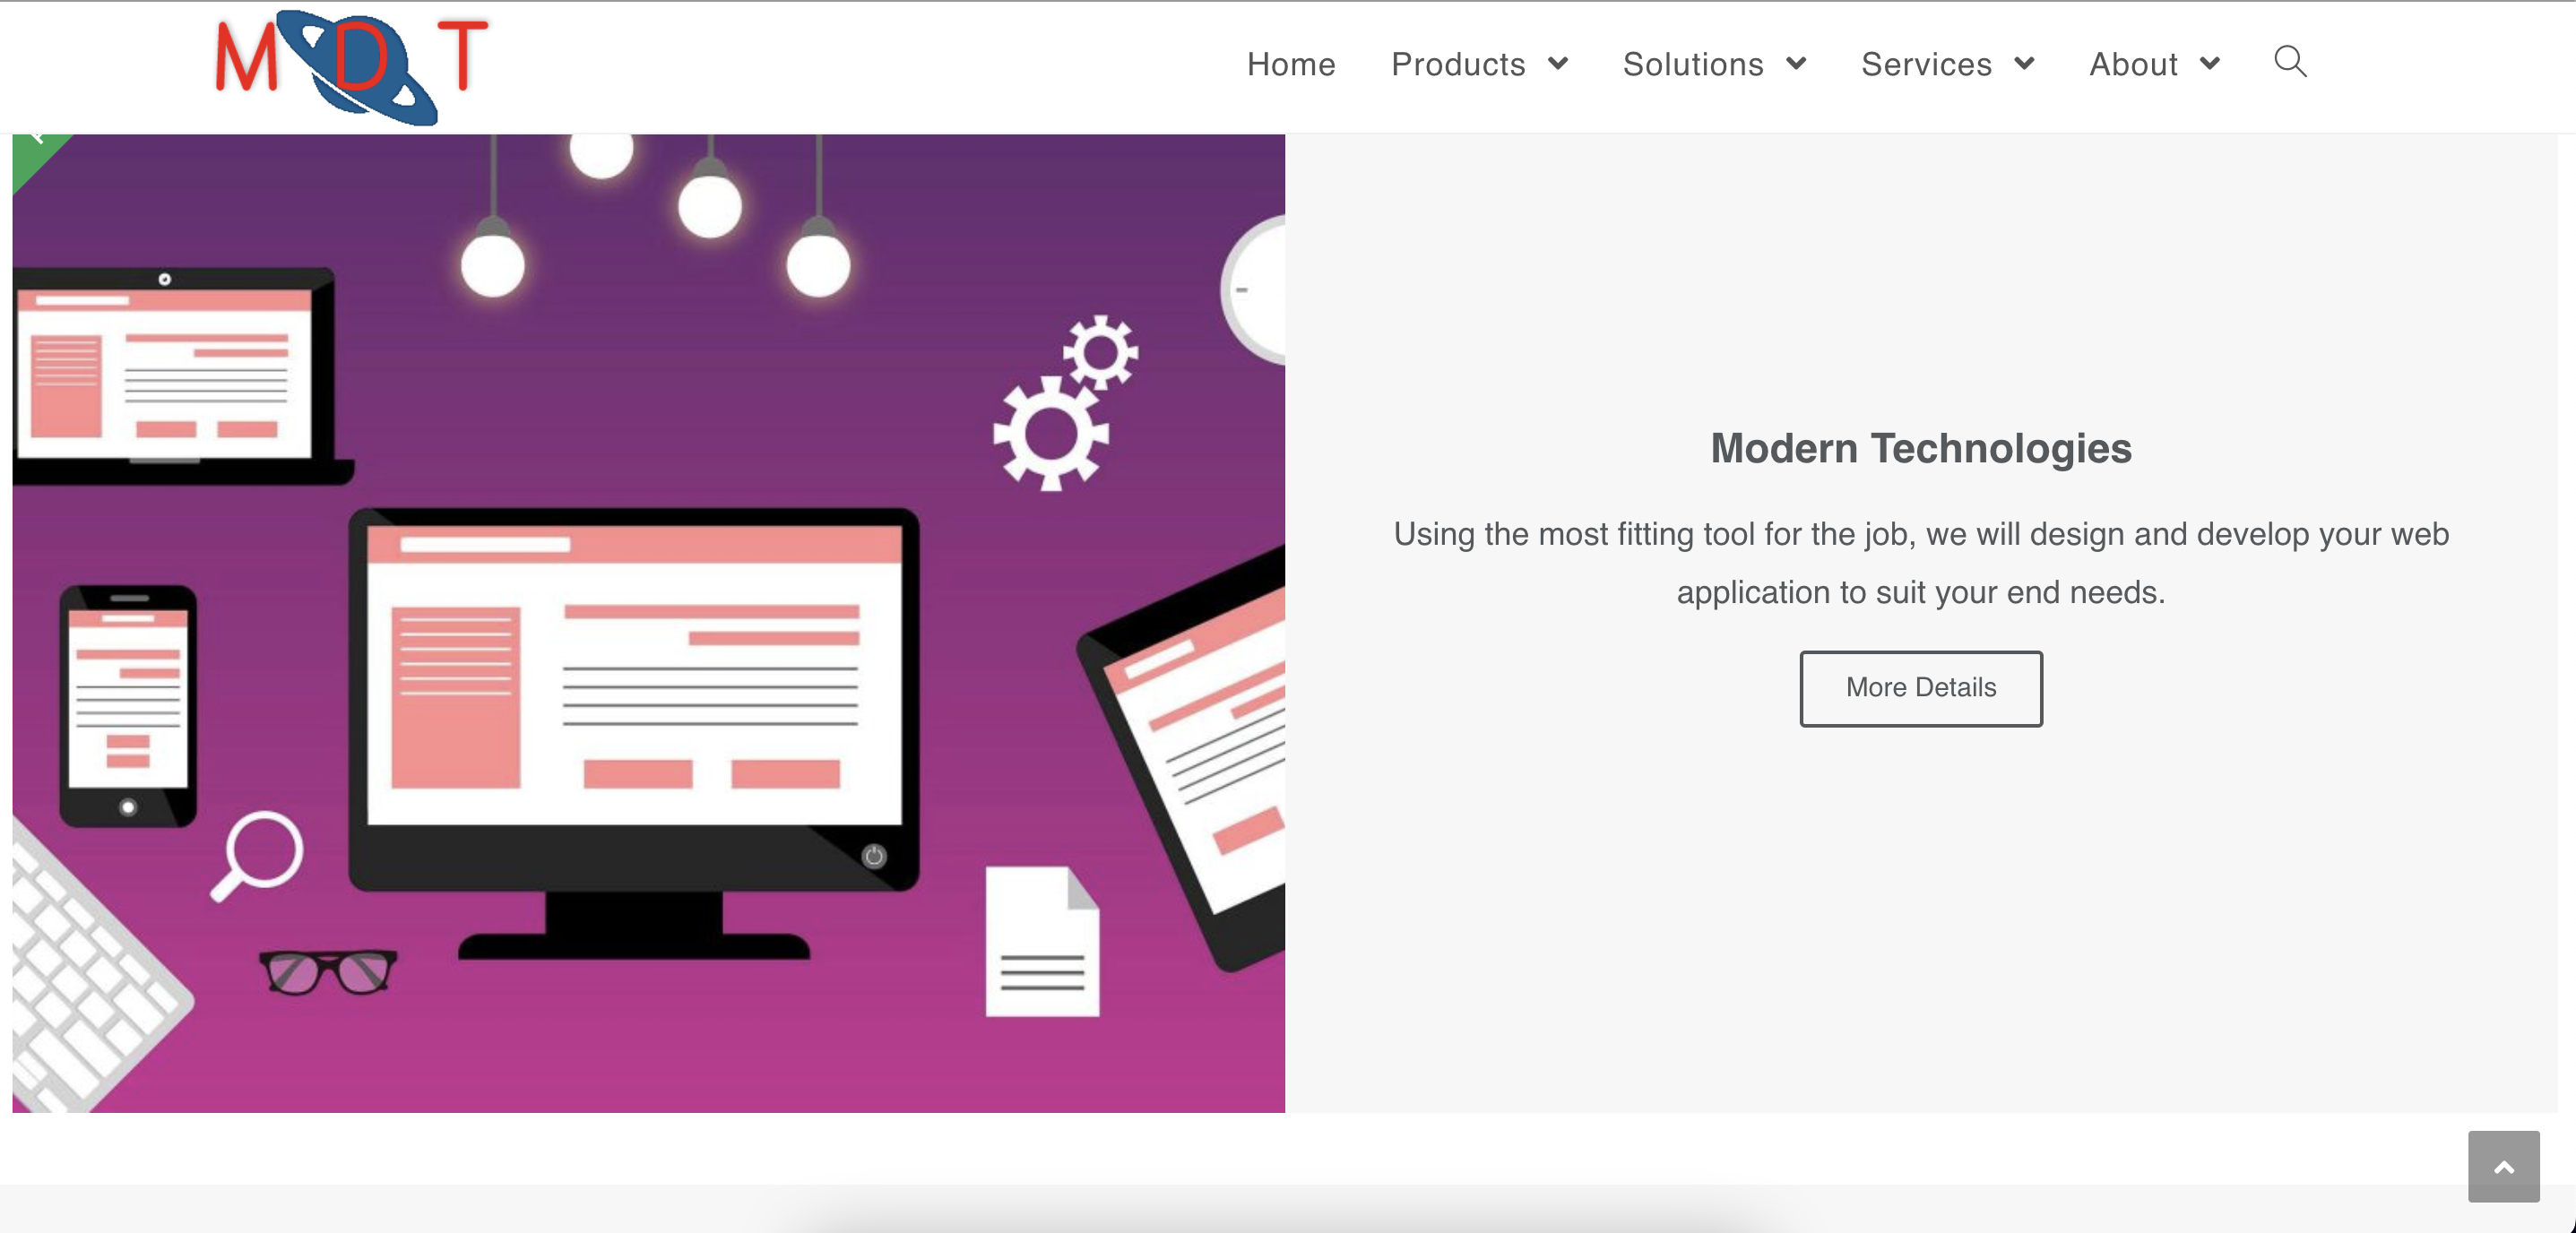 MDT
Home Products Solutions Services About
Modern Technologies
Using the most fitting tool for the job, we will design and develop your web
application to suit your end needs.
More Details